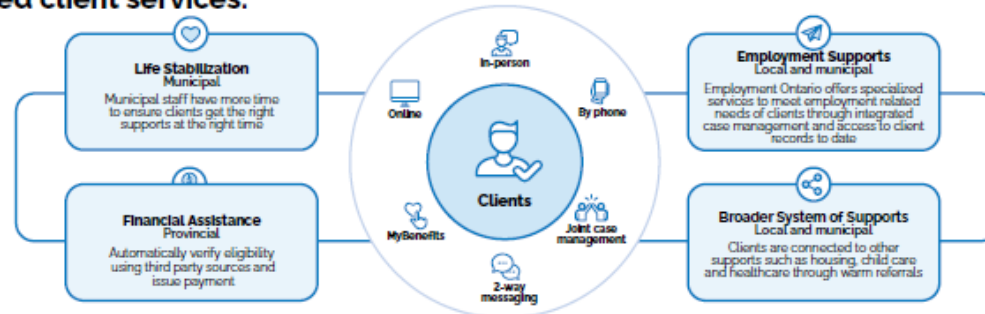 ed client services.
Life Stabilization
Municipal
Municipal staff have more time
to ensure clients get the right
supports at the right time
Financial Assistance
Provincial
Automatically verify eligibility
using third party sources and
issue payment
In-person
Online
By phone
Clients
MyBenefits
Joint case
management
2-way
messaging
Employment Supports
Local and municipal
Employment Ontario offers specialized
services to meet employment related
needs of clients through integrated
case management and access to client
records to date
Broader System of Supports
Local and municipal
Clients are connected to other
supports such as housing, child care
and healthcare through warm referrals